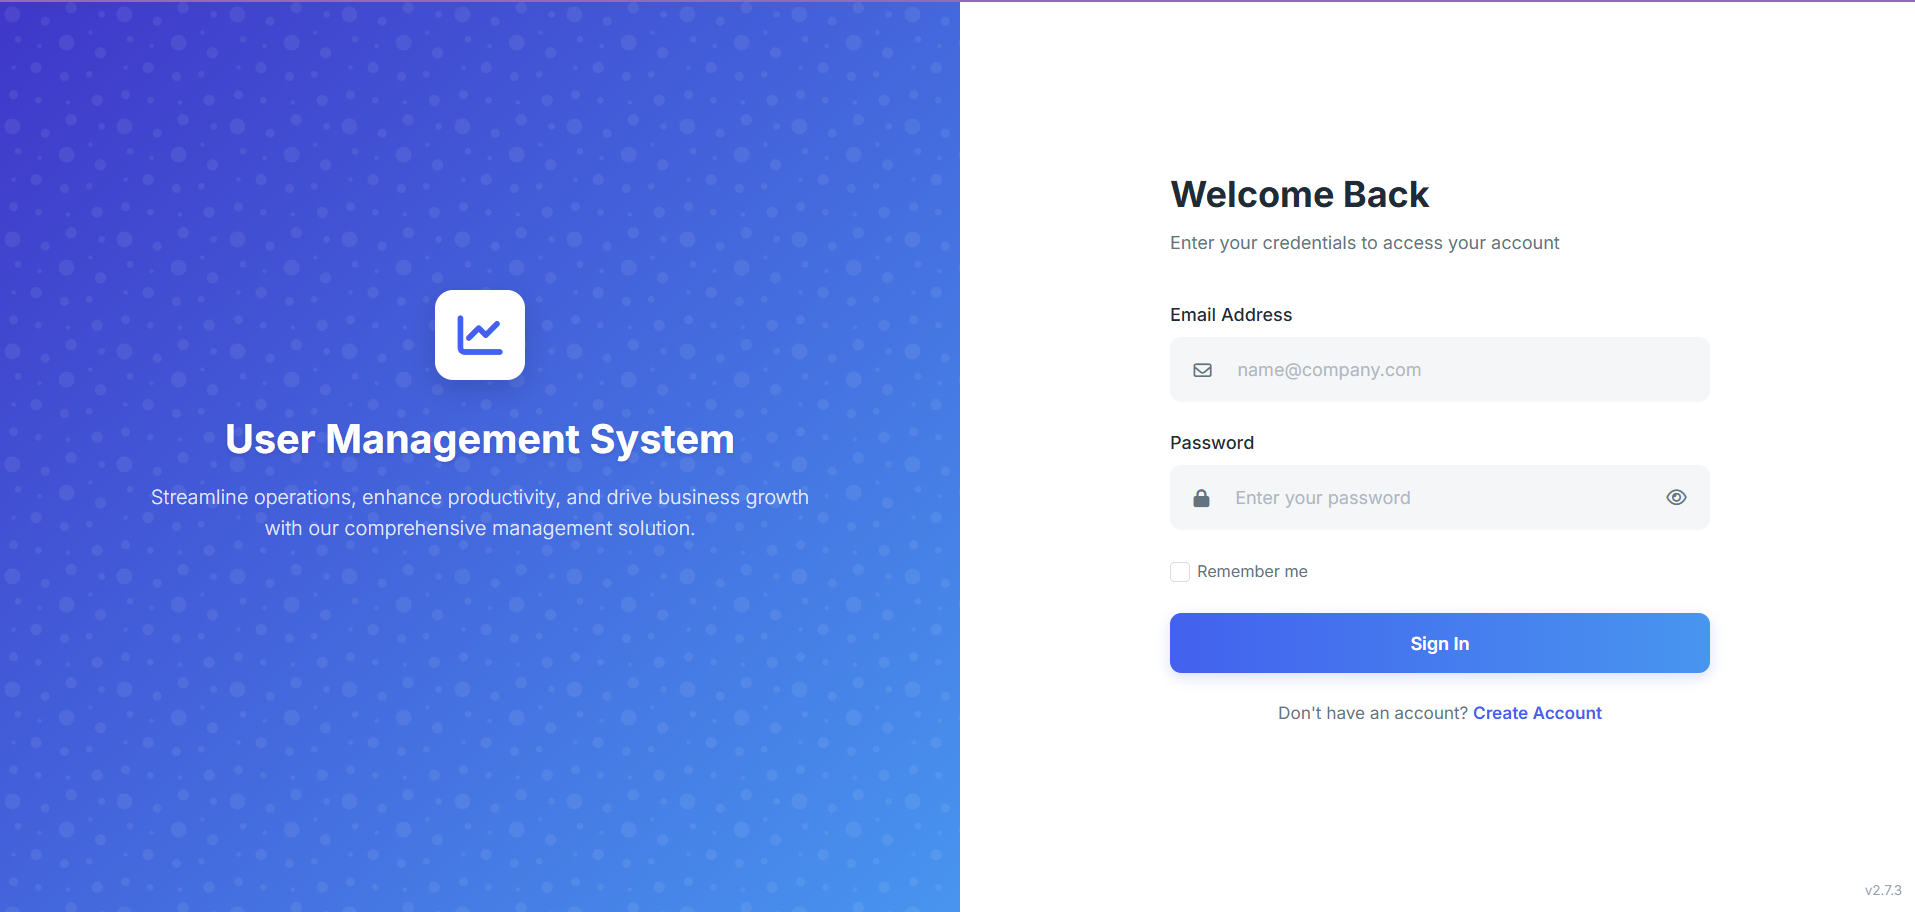 User Management System
Streamline operations, enhance productivity, and drive business growth
with our comprehensive management solution.
Welcome Back
Enter your credentials to access your account
Email Address
name@company.com
Password
Enter your password
Remember me
Sign In
Don't have an account? Create Account
v2.7.3